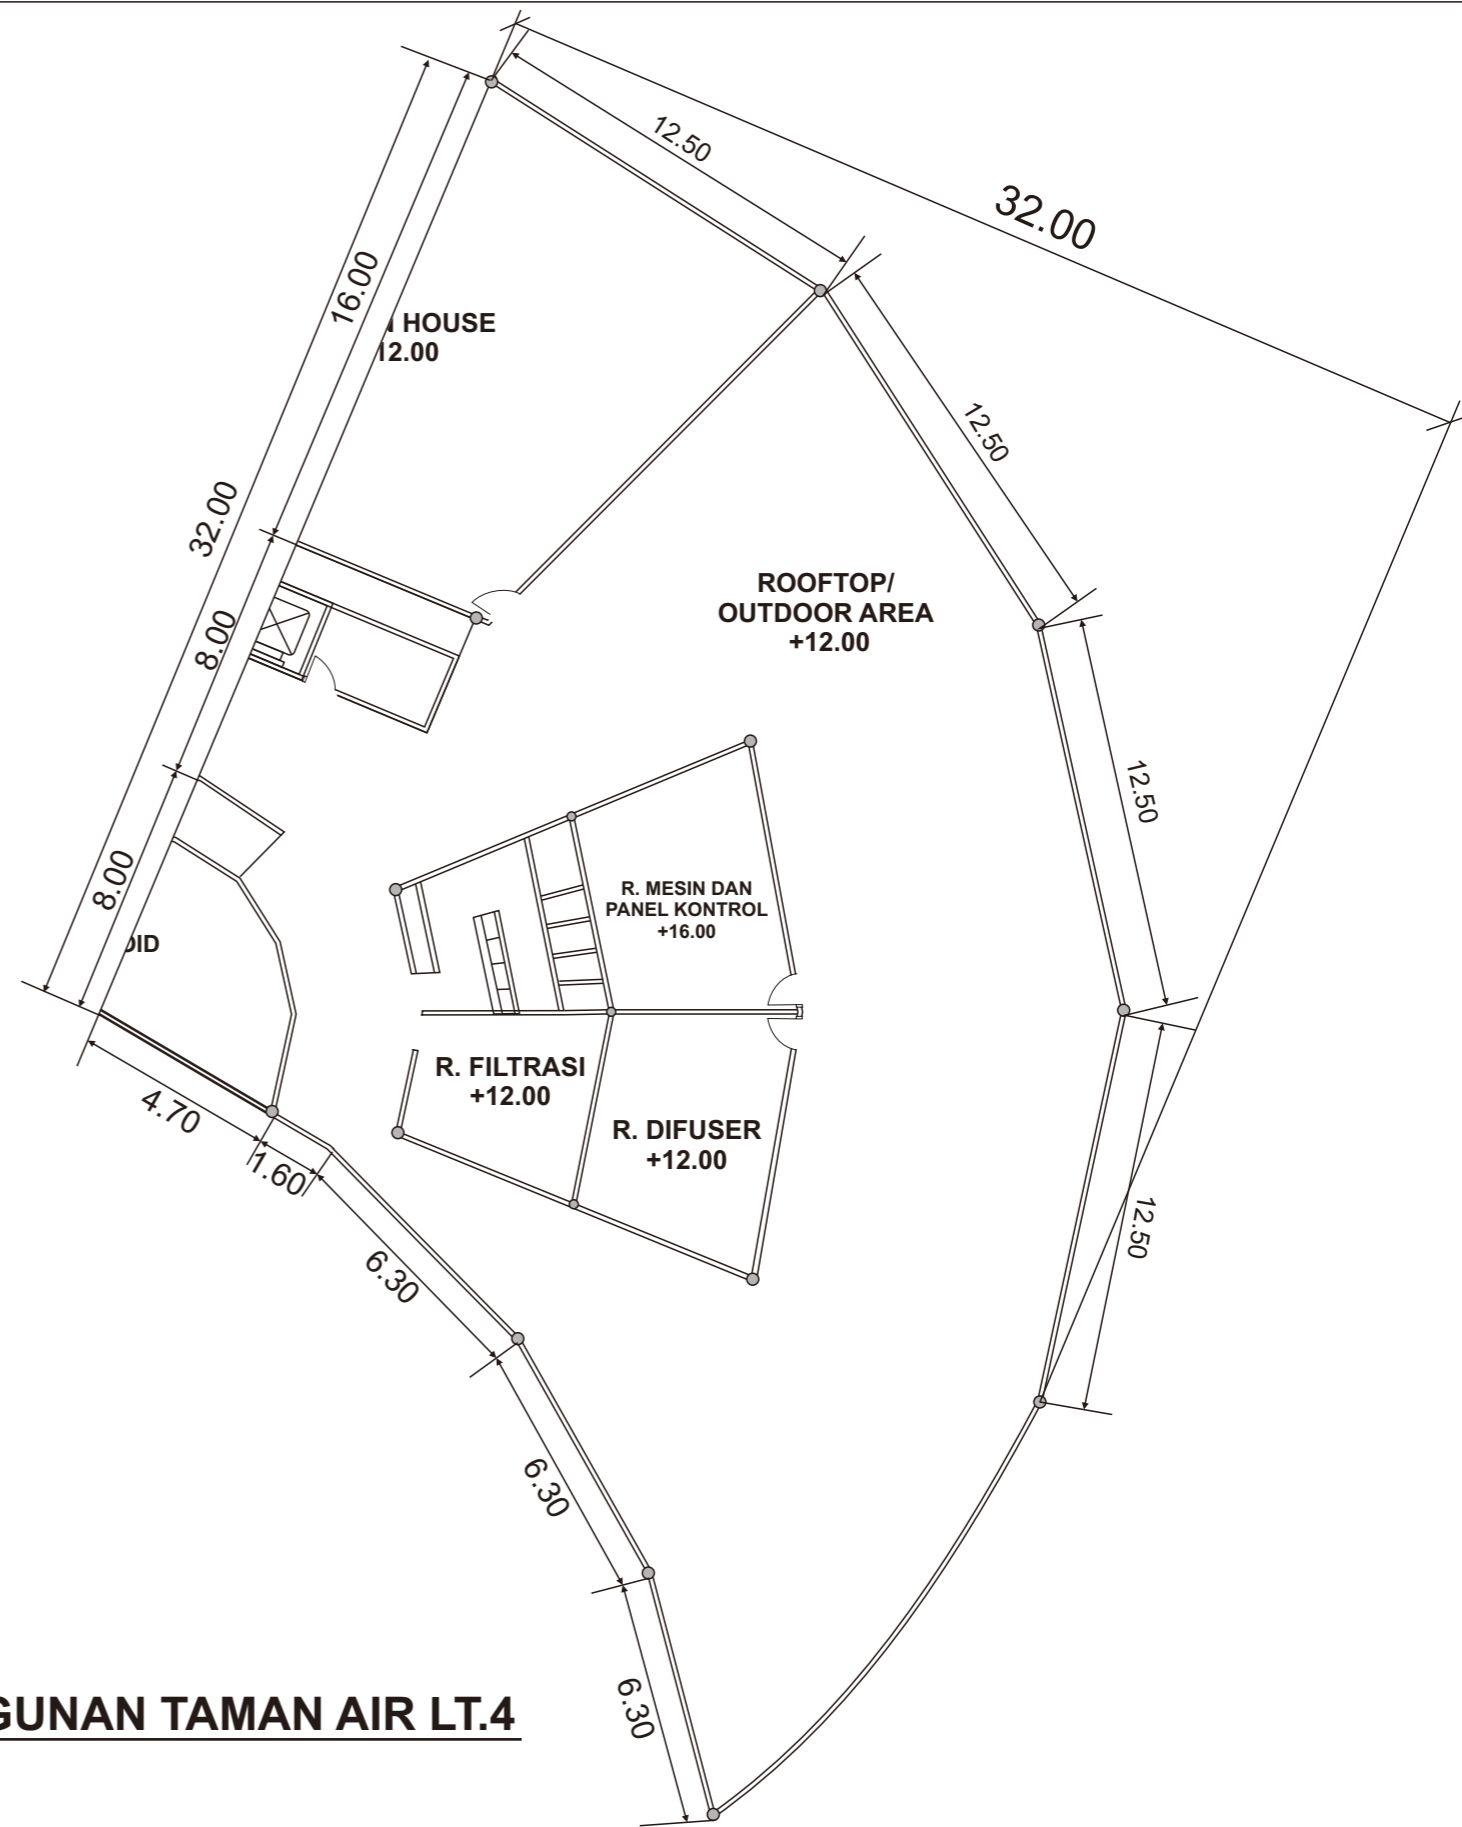 12.50
32.00
16.00
HOUSE
12.00
12.50
32.00
8.00
ROOFTOP/
OUTDOOR AREA
+12.00
12.50
8.00
R. MESIN DAN
PANEL KONTROL
+16.00
OID
R. FILTRASI
+12.00
4.70
1.60
R. DIFUSER
+12.00
12.50
6.30
6.30
6.30
GUNAN TAMAN AIR LT.4